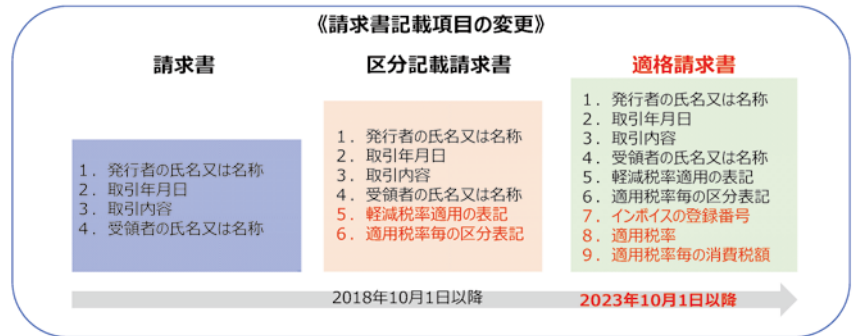 《請求書記載項目の変更》
請求書
1. 発行者の氏名又は名称
2. 取引年月日
3. 取引内容
4. 受領者の氏名又は名称
区分記載請求書
1. 発行者の氏名又は名称
2. 取引年月日
3. 取引内容
4. 受領者の氏名又は名称
5. 軽減税率適用の表記
6. 適用税率毎の区分表記
適格請求書
1. 発行者の氏名又は名称
2. 取引年月日
3. 取引内容
4. 受領者の氏名又は名称
5. 軽減税率適用の表記
6. 適用税率毎の区分表記
7. インボイスの登録番号
8. 適用税率
9. 適用税率毎の消費税額
2018年10月1日以降
2023年10月1日以降